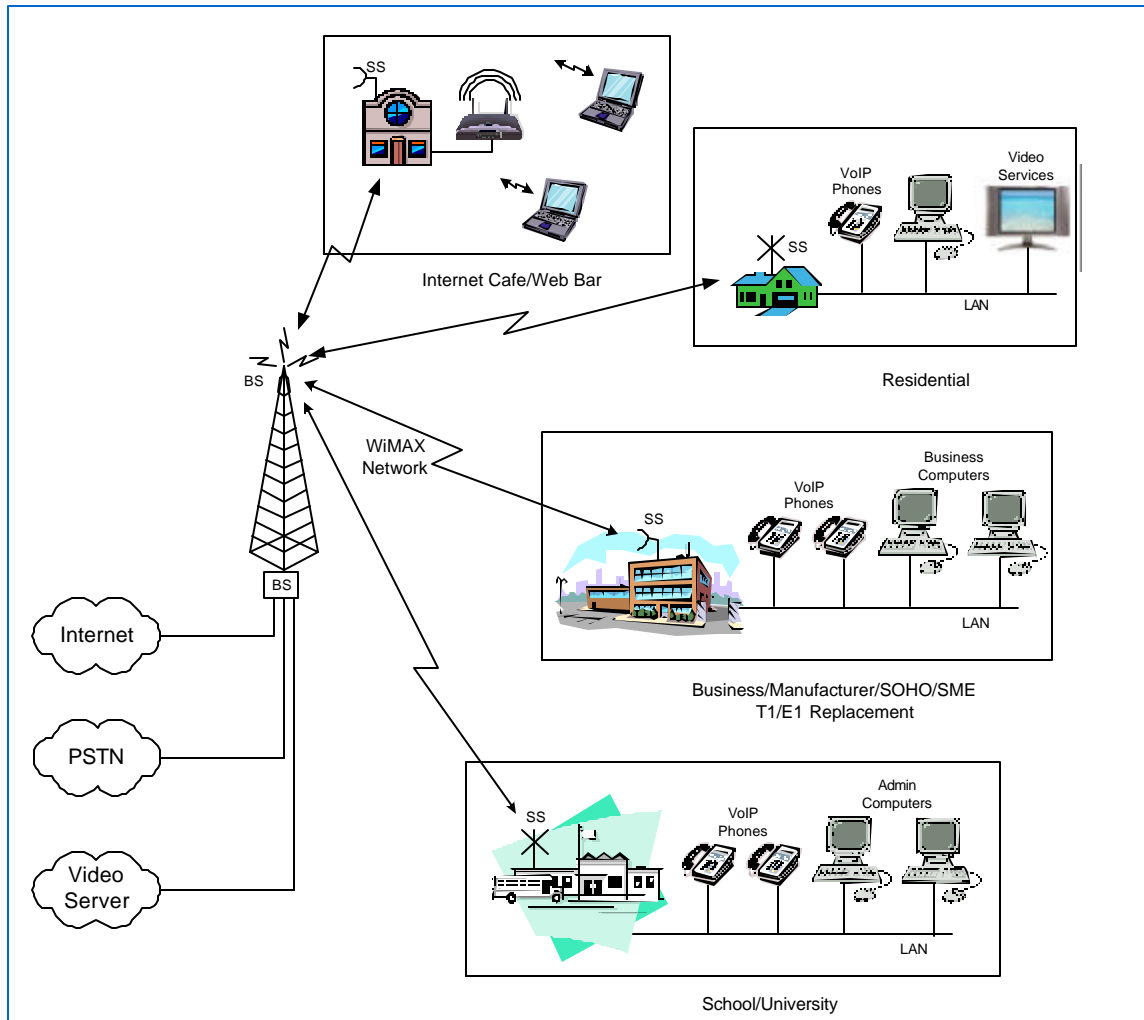 SS
Internet Cafe/Web Bar
VoIP
Phones
Video
Services
SS
LAN
Residential
BS
WiMAX
Network
SS
VoIP
Phones
Business
Computers
LAN
Business/Manufacturer/SOHO/SME
T1/E1 Replacement
BS
Internet
PSTN
Video
Server
SS
VoIP
Phones
Admin
Computers
LAN
School/University